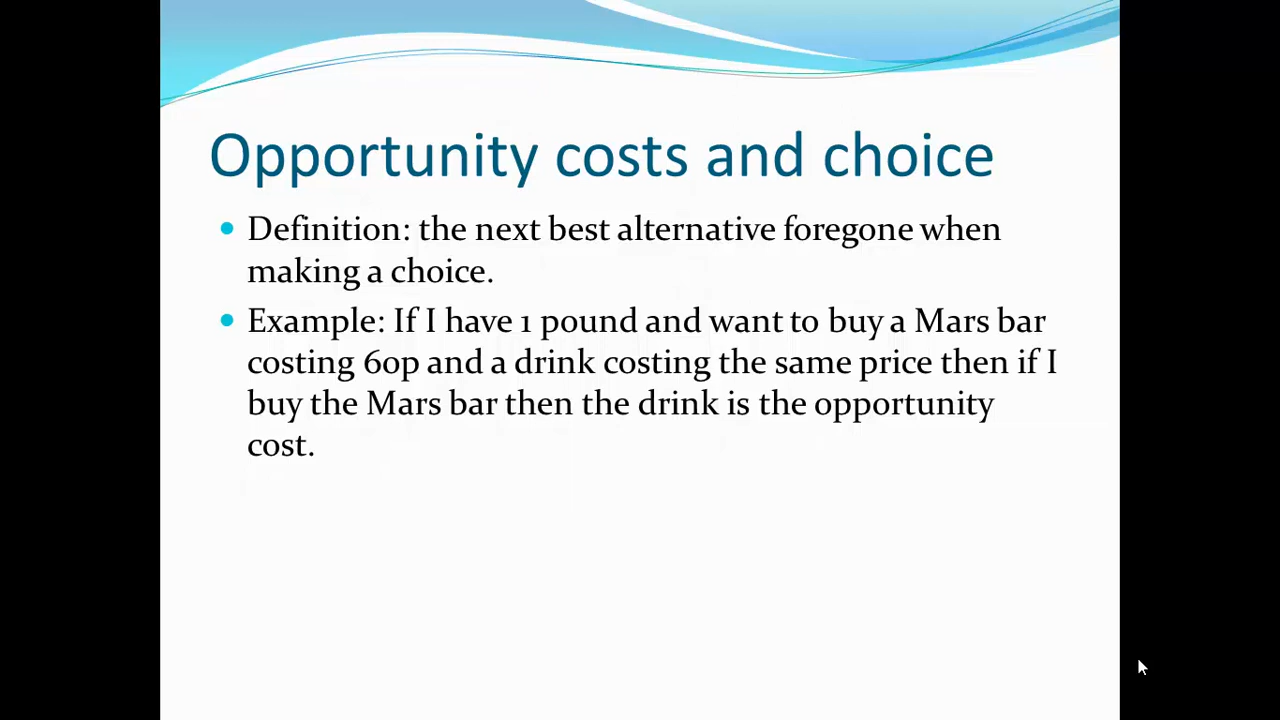 Opportunity costs and choice
Definition: the next best alternative foregone when
making a choice.
Example: If I have 1 pound and want to buy a Mars bar
costing 60p and a drink costing the same price then if I
buy the Mars bar then the drink is the opportunity
cost.